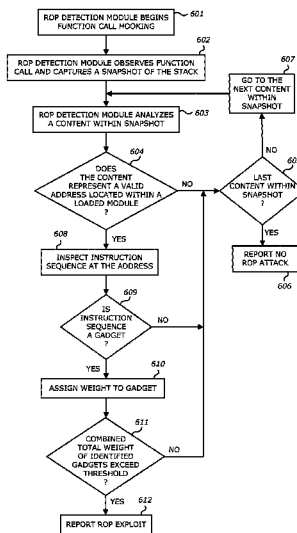 601
ROP DETECTION MODULE BEGINS
FUNCTION CALL HOOKING
602
ROP DETECTION MODULE OBSERVES FUNCTION
CALL AND CAPTURES A SNAPSHOT OF THE STACK
603
ROP DETECTION MODULE ANALYZES
A CONTENT WITHIN SNAPSHOT
604
DOES
THE CONTENT
REPRESENT A VALID
ADDRESS LOCATED WITHIN A
LOADED MODULE
?
NO
YES
608
INSPECT INSTRUCTION
SEQUENCE AT THE ADDRESS
609
IS
INSTRUCTION
SEQUENCE
A GADGET
?
NO
YES
610
ASSIGN WEIGHT TO GADGET
611
COMBINED
TOTAL WEIGHT
OF IDENTIFIED
GADGETS EXCEED
THRESHOLD
?
NO
YES
612
REPORT ROP EXPLOIT
607
GO TO THE
NEXT CONTENT
WITHIN
SNAPSHOT
NO
LAST
CONTENT WITHIN
SNAPSHOT
?
YES
REPORT NO
ROP ATTACK
606